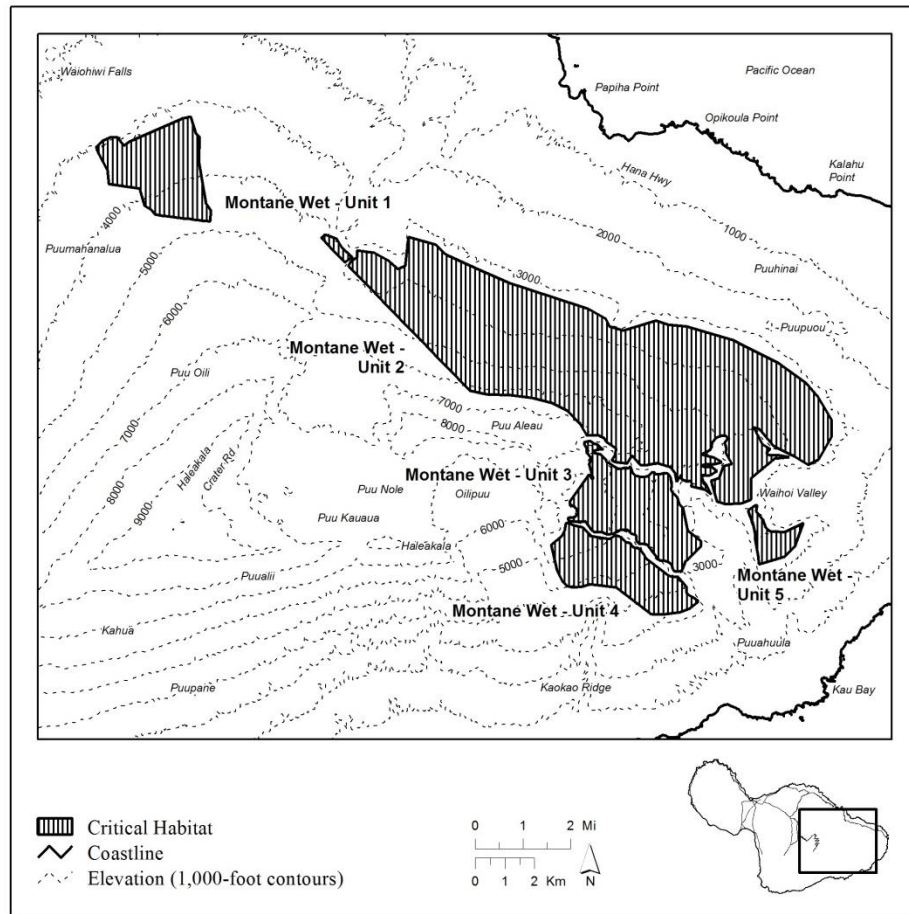 Waiohiwi Falls
Pacific Ocean
Papiha Point
Opikoula Point
Kalahu
Point
Hana Hwy
Montane Wet - Unit 1
4000
1000
2000
Puumahanalua
5000
3000
Puuhinai
6000
Puupuou
Montane Wet -
Unit 2
Puu Oili
7000
Puu Aleau
7000
8000
Haleakala
Crater Rd
8000
9000
Montane Wet - Unit 3
Puu Nole
Oilipuu
Waihoi Valley
Puu Kauaua
6000
Haleakala
5000
3000
Puualii
Montane Wet -
Unit 5
Montane Wet - Unit 4
Kahua
Puuahuula
Puupane
Kaokao Ridge
Kau Bay
Critical Habitat
Coastline
Elevation (1,000-foot contours)
0 1 2 Mi
0 1 2 Km
N